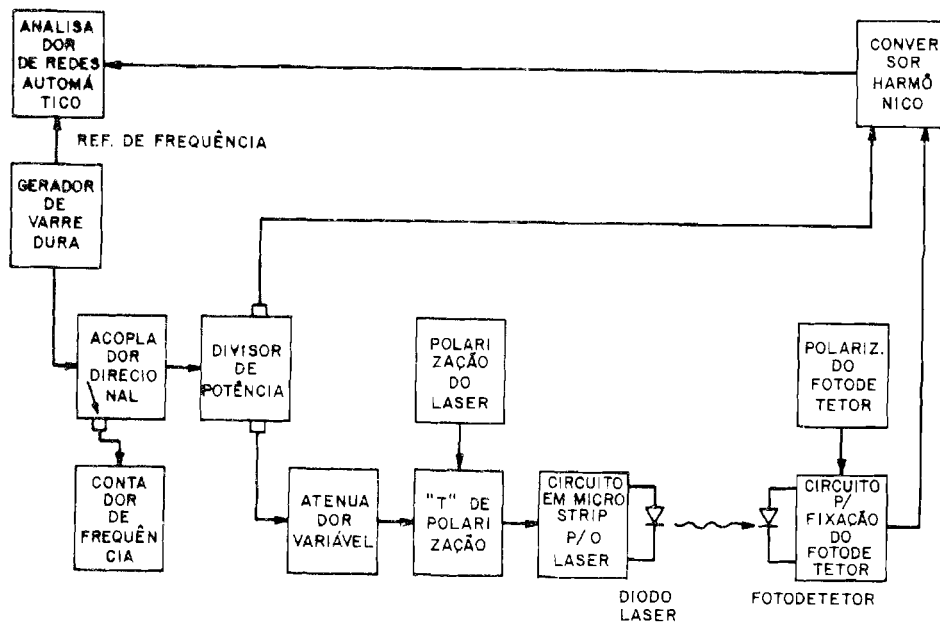 ANALISA
DOR
DE REDES
AUTOMÁ
TICO
CONVER
SOR
HARMÔ
NICO
REF. DE FREQUÊNCIA
GERADOR
DE
VARRE
DURA
ACOPLA
DOR
DIRECIO
NAL
DIVISOR
DE
POTÊNCIA
POLARI
ZAÇÃO
DO
LASER
POLARIZ.
DO
FOTODE
TETOR
CONTA
DOR DE
FREQUÊN
CIA
ATENUA
DOR
VARIÁVEL
"T" DE
POLARI
ZAÇÃO
CIRCUITO
EM MICRO
STRIP
P/O
LASER
CIRCUITO
P/
FIXAÇÃO
DO
FOTODE
TETOR
DIODO
LASER
FOTODETETOR